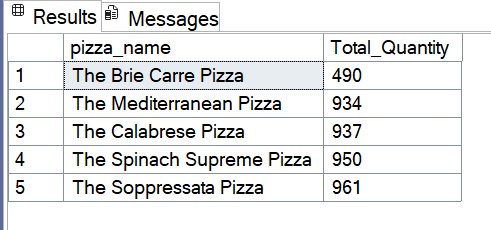 Results Messages
pizza_name Total_Quantity
1 The Brie Carre Pizza 490
2 The Mediterranean Pizza 934
3 The Calabrese Pizza 937
4 The Spinach Supreme Pizza 950
5 The Soppressata Pizza 961